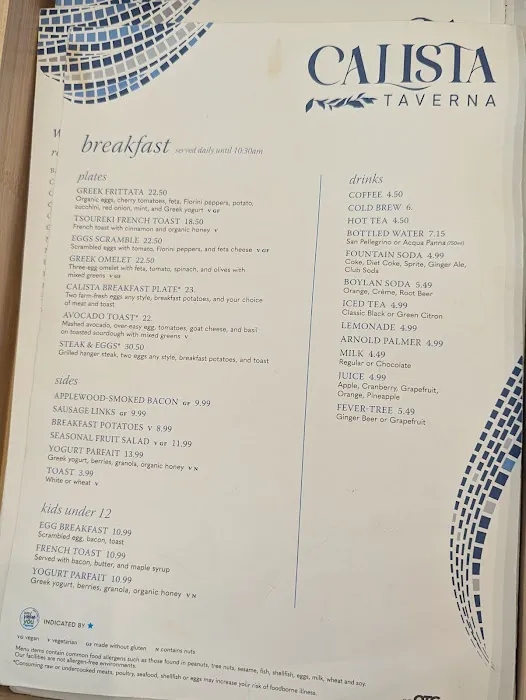 CALISTA
TAVERNA
breakfast served daily until 10:30am
plates
GREEK FRITTATA 22.50
Organic eggs, cherry tomatoes, feta, Florini peppers, potato,
zucchini, red onion, mint, and Greek yogurt V GF
TSOUREKI FRENCH TOAST 18.50
French toast with cinnamon and organic honey V
EGGS SCRAMBLE 22.50
Scrambled eggs with tomato, Florini peppers, and feta cheese V GF
GREEK OMELET 22.50
Three-egg omelet with feta, tomato, spinach, and olives with
mixed greens V GF
CALISTA BREAKFAST PLATE* 23.
Two farm-fresh eggs any style, breakfast potatoes, and your choice
of meat and toast
AVOCADO TOAST* 22.
Mashed avocado, over-easy egg, tomatoes, goat cheese, and basil
on toasted sourdough with mixed greens V
STEAK & EGGS* 30.50
Grilled hanger steak, two eggs any style, breakfast potatoes, and toast
sides
APPLEWOOD-SMOKED BACON GF 9.99
SAUSAGE LINKS GF 9.99
BREAKFAST POTATOES V 8.99
SEASONAL FRUIT SALAD V GF 11.99
YOGURT PARFAIT 13.99
Greek yogurt, berries, granola, organic honey V N
TOAST 3.99
White or wheat V
kids under 12
EGG BREAKFAST 10.99
Scrambled egg, bacon, toast
FRENCH TOAST 10.99
Served with bacon, butter, and maple syrup
YOGURT PARFAIT 10.99
Greek yogurt, berries, granola, organic honey V N
drinks
COFFEE 4.50
COLD BREW 6.
HOT TEA 4.50
BOTTLED WATER 7.15
San Pellegrino or Acqua Panna (750ml)
FOUNTAIN SODA 4.99
Coke, Diet Coke, Sprite, Ginger Ale,
Club Soda
BOYLAN SODA 5.49
Orange, Crème, Root Beer
ICED TEA 4.99
Classic Black or Green Citron
LEMONADE 4.99
ARNOLD PALMER 4.99
MILK 4.49
Regular or Chocolate
JUICE 4.99
Apple, Cranberry, Grapefruit,
Orange, Pineapple
FEVER-TREE 5.49
Ginger Beer or Grapefruit
INDICATED BY ★
VG vegan V vegetarian GF made without gluten N contains nuts
Menu items contain common food allergens such as those found in peanuts, tree nuts, sesame, fish, shellfish, eggs, milk, wheat and soy.
Our facilities are not allergen-free environments.
*Consuming raw or undercooked meats, poultry, seafood, shellfish or eggs may increase your risk of foodborne illness.
OTG